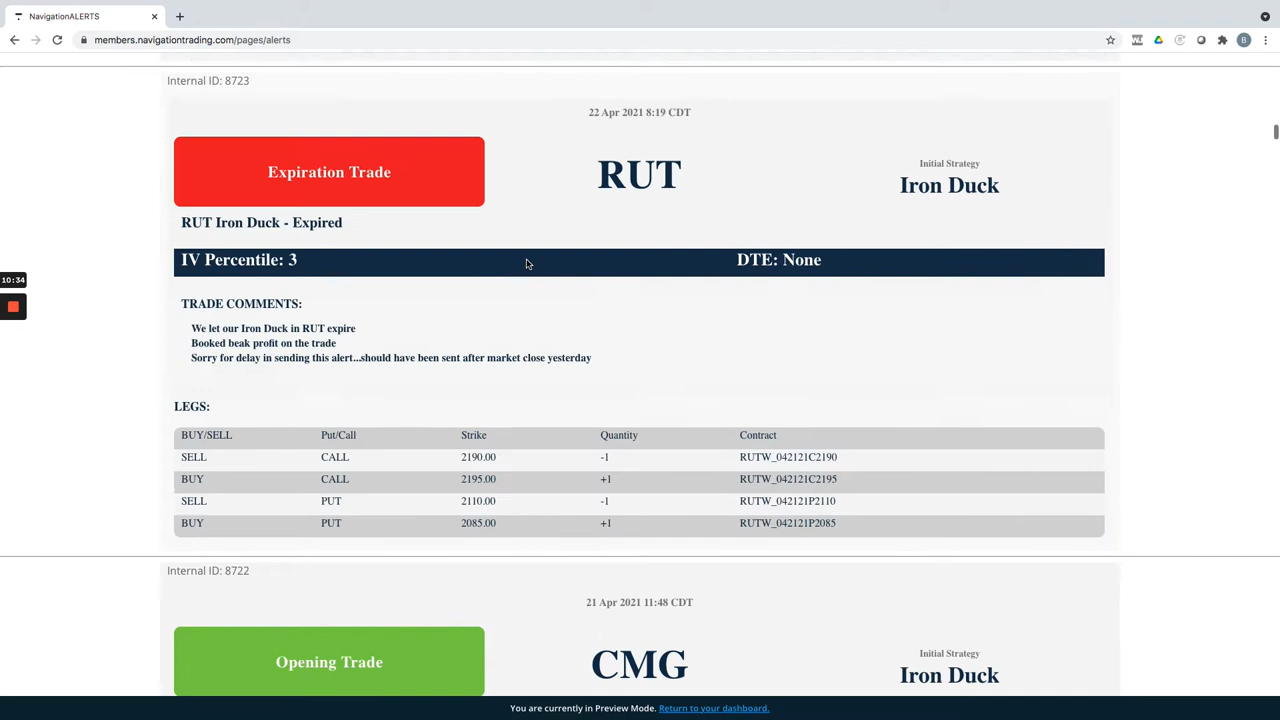 NavigationALERTS
members.navigationtrading.com/pages/alerts
B
Internal ID: 8723
22 Apr 2021 8:19 CDT
Expiration Trade
RUT
Initial Strategy
Iron Duck
RUT Iron Duck - Expired
IV Percentile: 3 DTE: None
10:34
TRADE COMMENTS:
We let our Iron Duck in RUT expire
Booked beak profit on the trade
Sorry for delay in sending this alert...should have been sent after market close yesterday
LEGS:
BUY/SELL Put/Call Strike Quantity Contract
SELL CALL 2190.00 -1 RUTW_042121C2190
BUY CALL 2195.00 +1 RUTW_042121C2195
SELL PUT 2110.00 -1 RUTW_042121P2110
BUY PUT 2085.00 +1 RUTW_042121P2085
Internal ID: 8722
21 Apr 2021 11:48 CDT
Opening Trade
CMG
Initial Strategy
Iron Duck
You are currently in Preview Mode. Return to your dashboard.